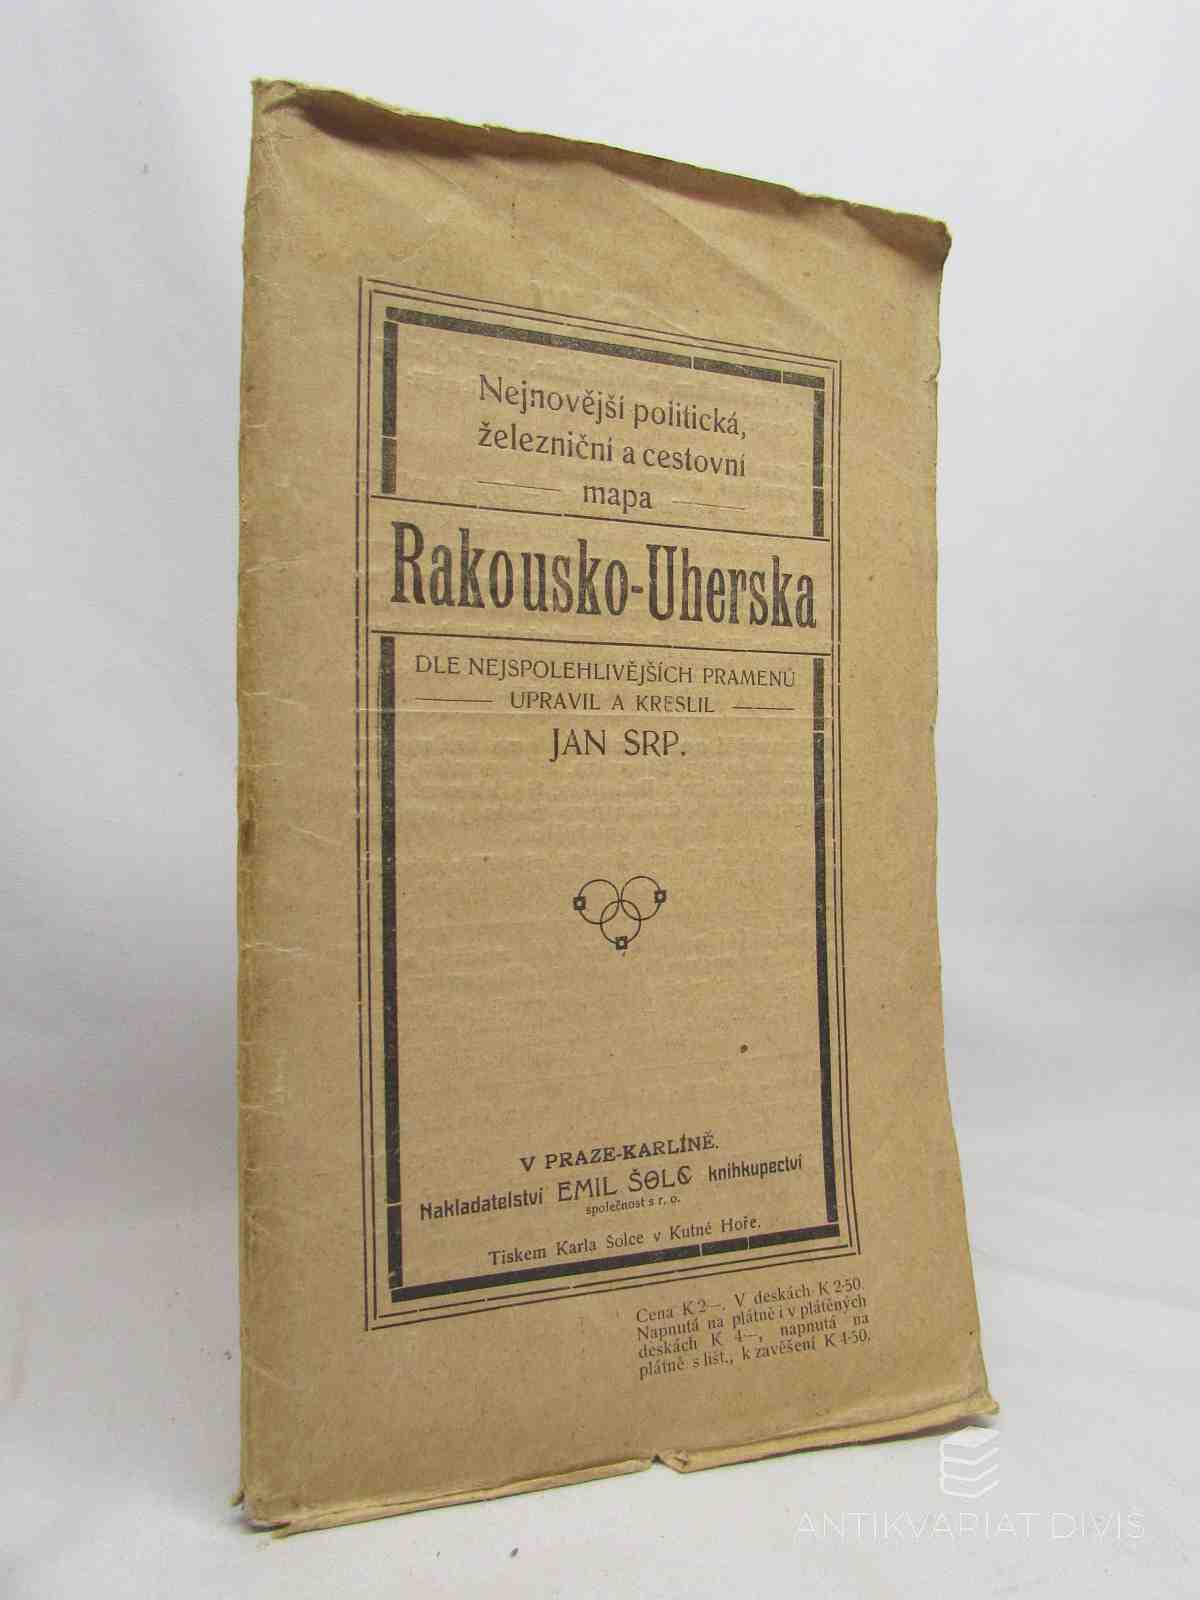 Nejnovější politická,
železniční a cestovní
mapa
Rakousko-Uherska
DLE NEJSPOLEHLIVĚJŠÍCH PRAMENŮ
UPRAVIL A KRESLIL
JAN SRP.
V PRAZE-KARLÍNĚ.
Nakladatelství EMIL ŠOLC knihkupectví
společnost s r. o.
Tiskem Karla Šolce v Kutné Hoře.
Cena K 2—. V deskách K 2·50.
Napnutá na plátně i v plátěných
deskách K 4—, napnutá na
plátně s lišt., k zavěšení K 4·50.
ANTIKVARIAT DIVIŠ